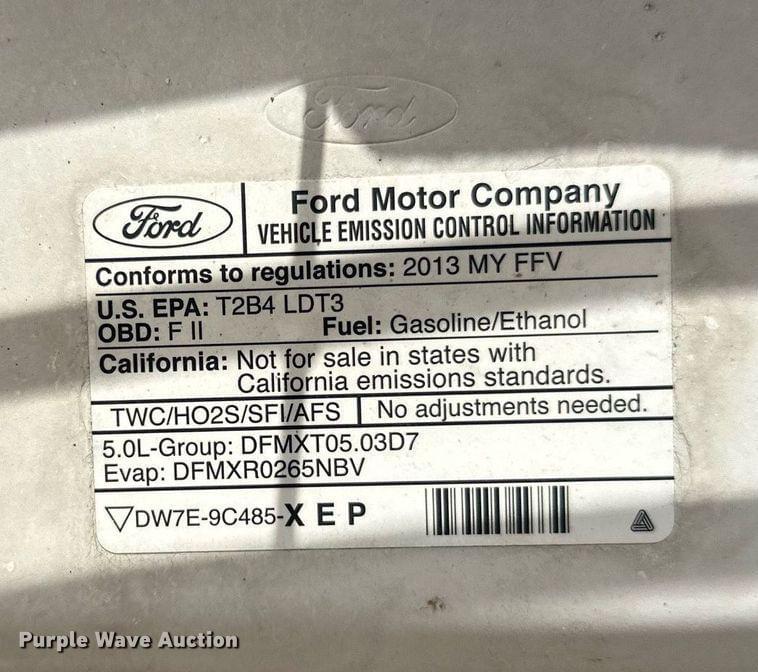 Ford
Ford
Ford Motor Company
VEHICLE EMISSION CONTROL INFORMATION
Conforms to regulations: 2013 MY FFV
U.S. EPA: T2B4 LDT3
OBD: F II Fuel: Gasoline/Ethanol
California: Not for sale in states with
California emissions standards.
TWC/HO2S/SFI/AFS No adjustments needed.
5.0L-Group: DFMXT05.03D7
Evap: DFMXR0265NBV
DW7E-9C485-X E P
Purple Wave Auction